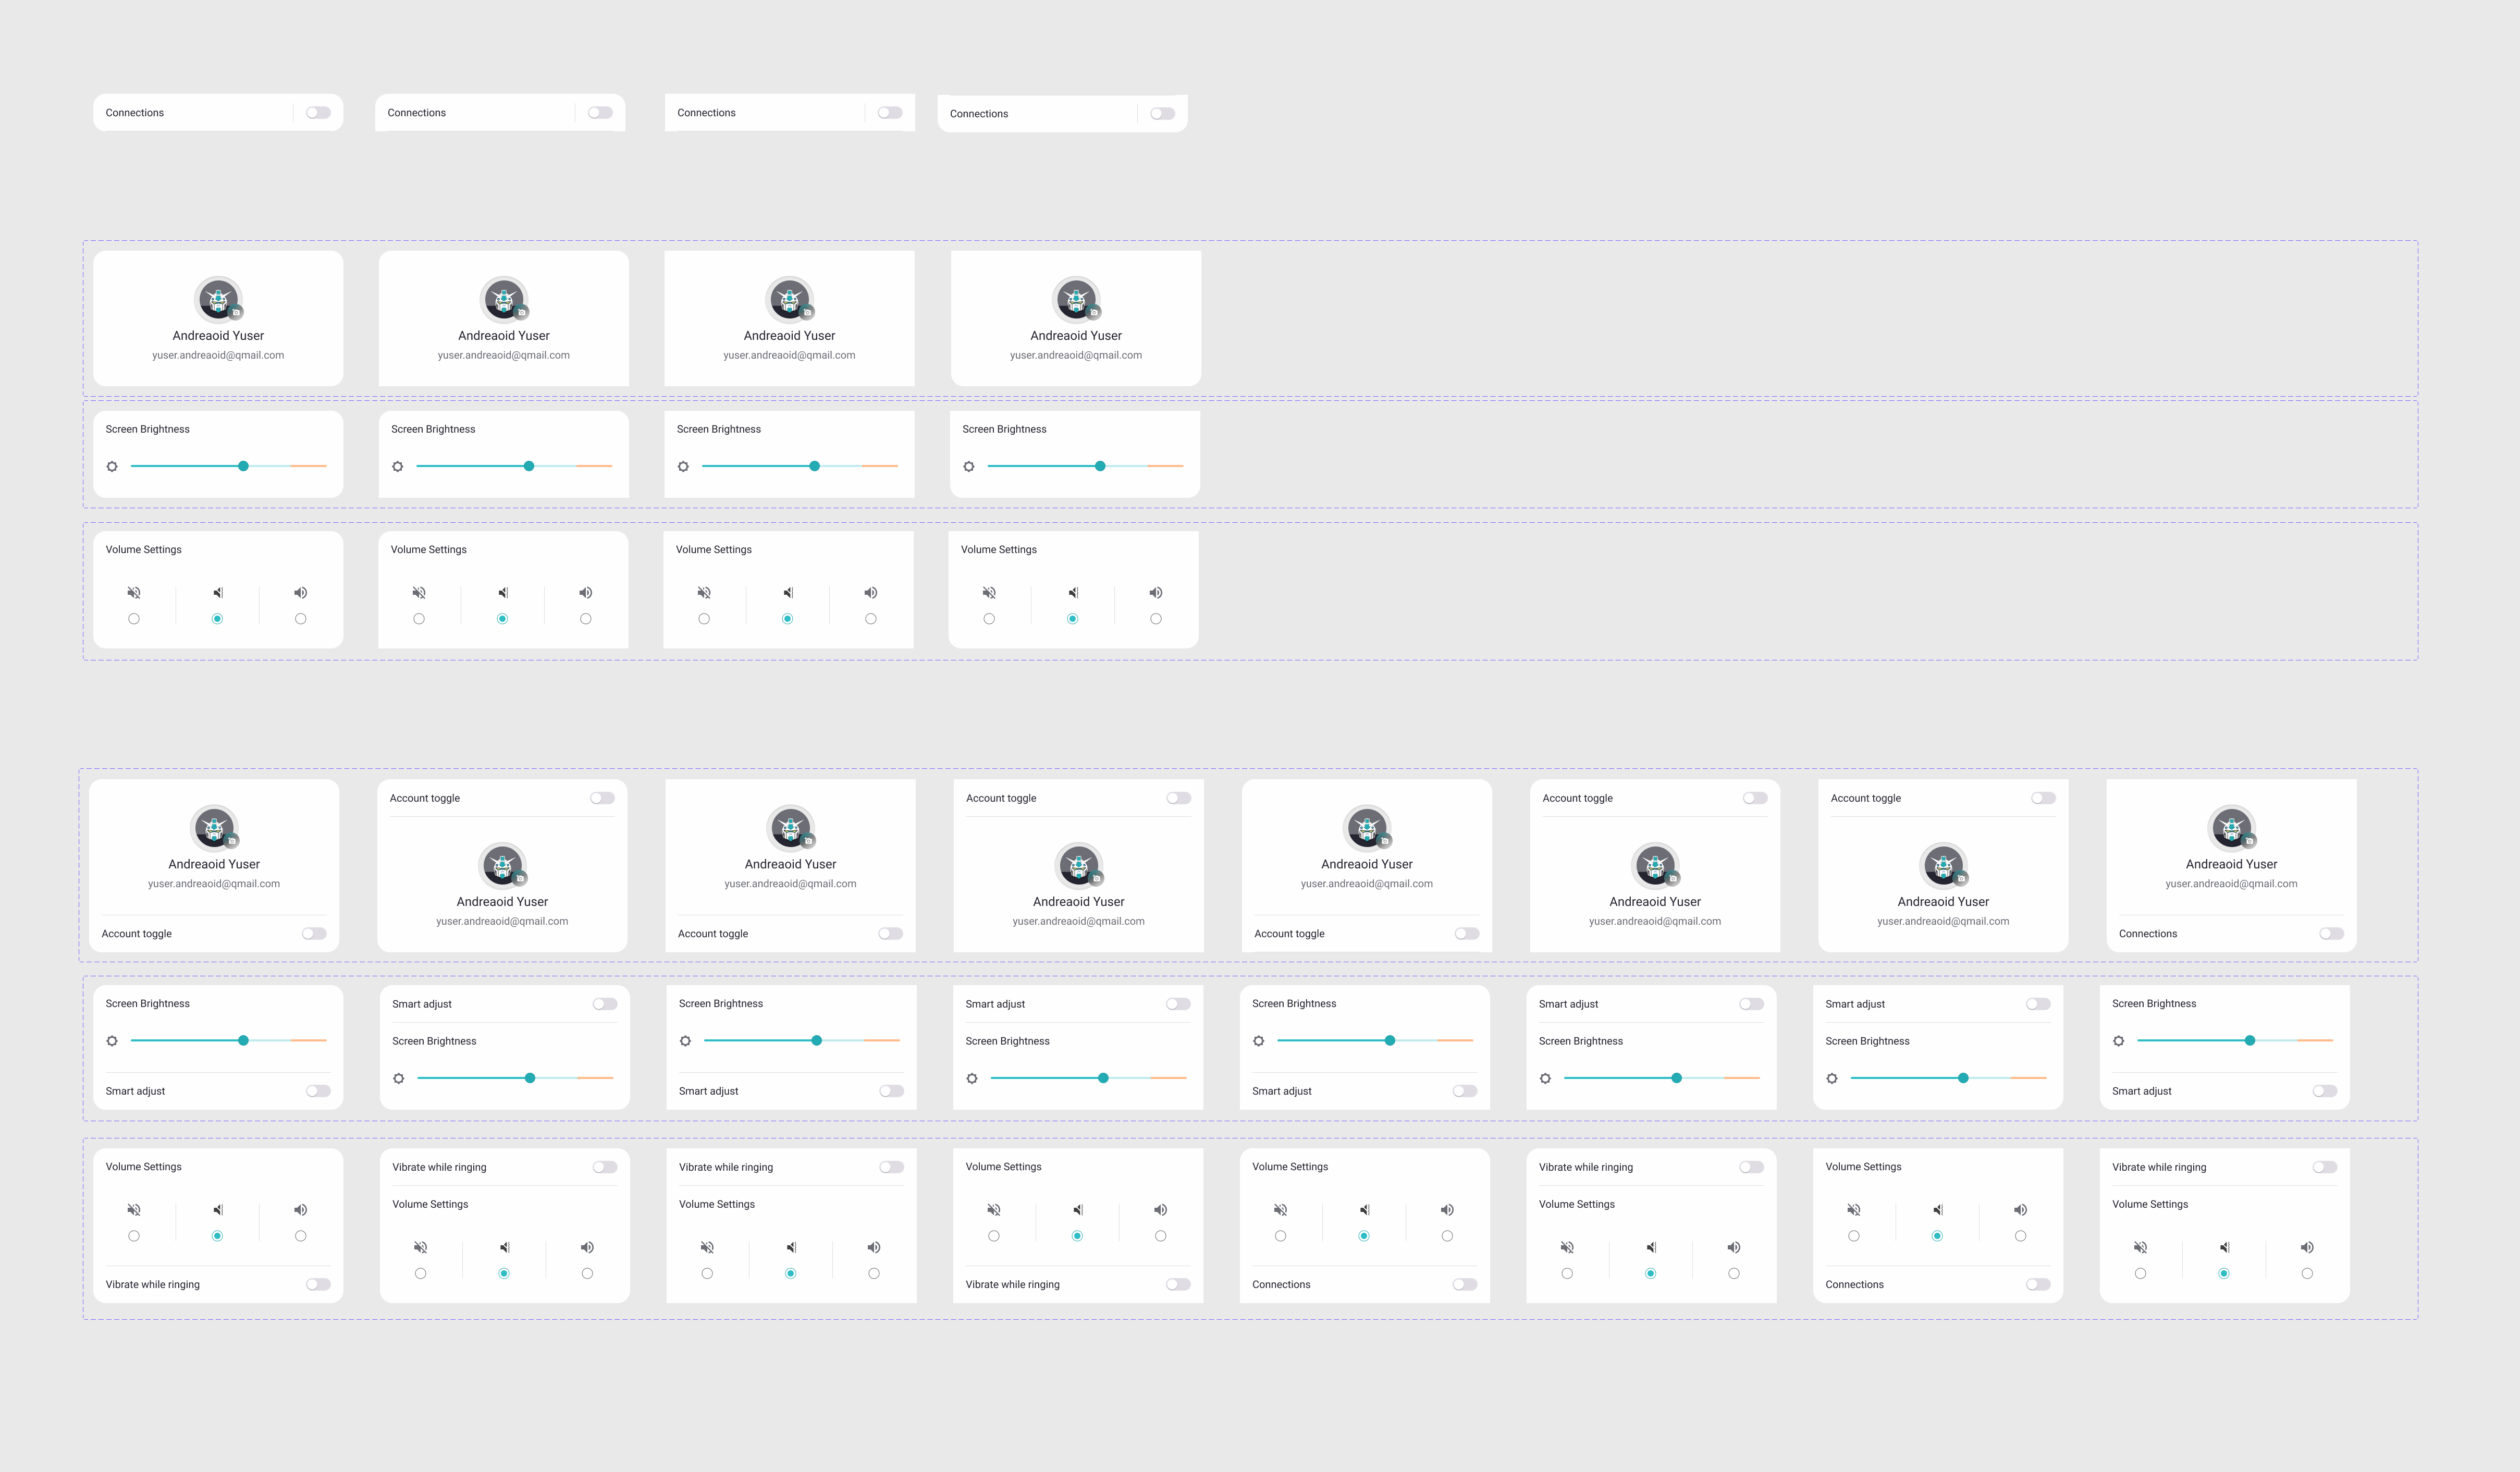 Connections
Connections
Connections
Connections
Andreaoid Yuser
yuser.andreaoid@qmail.com
Andreaoid Yuser
yuser.andreaoid@qmail.com
Andreaoid Yuser
yuser.andreaoid@qmail.com
Andreaoid Yuser
yuser.andreaoid@qmail.com
Screen Brightness
Screen Brightness
Screen Brightness
Screen Brightness
Volume Settings
Volume Settings
Volume Settings
Volume Settings
Andreaoid Yuser
yuser.andreaoid@qmail.com
Account toggle
Account toggle
Andreaoid Yuser
yuser.andreaoid@qmail.com
Andreaoid Yuser
yuser.andreaoid@qmail.com
Account toggle
Account toggle
Andreaoid Yuser
yuser.andreaoid@qmail.com
Andreaoid Yuser
yuser.andreaoid@qmail.com
Account toggle
Account toggle
Andreaoid Yuser
yuser.andreaoid@qmail.com
Account toggle
Andreaoid Yuser
yuser.andreaoid@qmail.com
Andreaoid Yuser
yuser.andreaoid@qmail.com
Connections
Screen Brightness
Smart adjust
Smart adjust
Screen Brightness
Screen Brightness
Smart adjust
Smart adjust
Screen Brightness
Screen Brightness
Smart adjust
Smart adjust
Screen Brightness
Smart adjust
Screen Brightness
Screen Brightness
Smart adjust
Volume Settings
Vibrate while ringing
Vibrate while ringing
Volume Settings
Vibrate while ringing
Volume Settings
Volume Settings
Vibrate while ringing
Volume Settings
Connections
Vibrate while ringing
Volume Settings
Volume Settings
Connections
Vibrate while ringing
Volume Settings